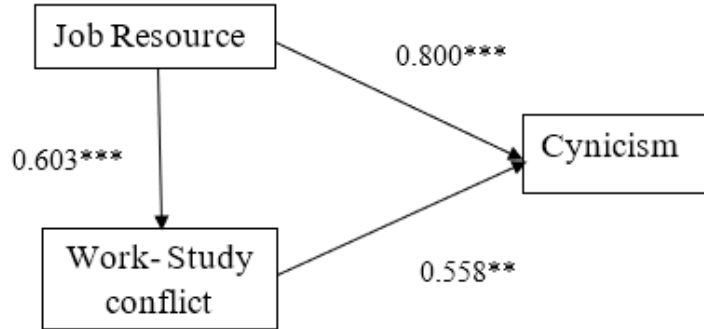 Job Resource
0.800***
Cynicism
0.603***
Work- Study
conflict
0.558**